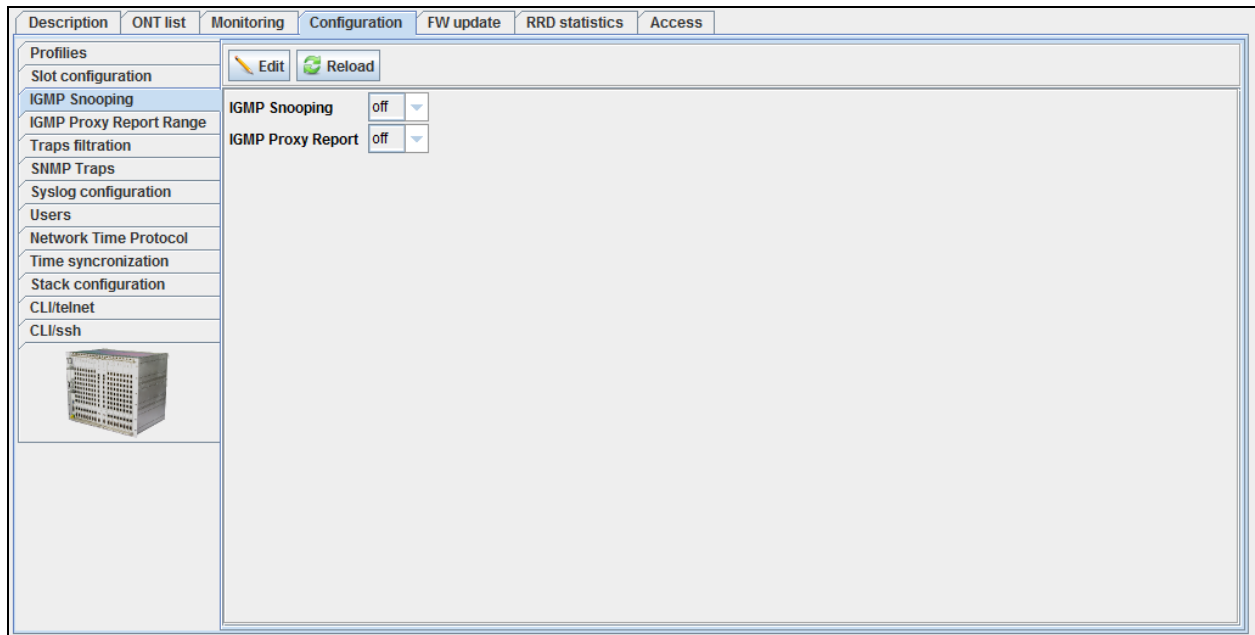 Description ONT list Monitoring Configuration FW update RRD statistics Access
Profilies
Slot configuration
IGMP Snooping
IGMP Proxy Report Range
Traps filtration
SNMP Traps
Syslog configuration
Users
Network Time Protocol
Time syncronization
Stack configuration
CLI/telnet
CLI/ssh
Edit Reload
IGMP Snooping off
IGMP Proxy Report off